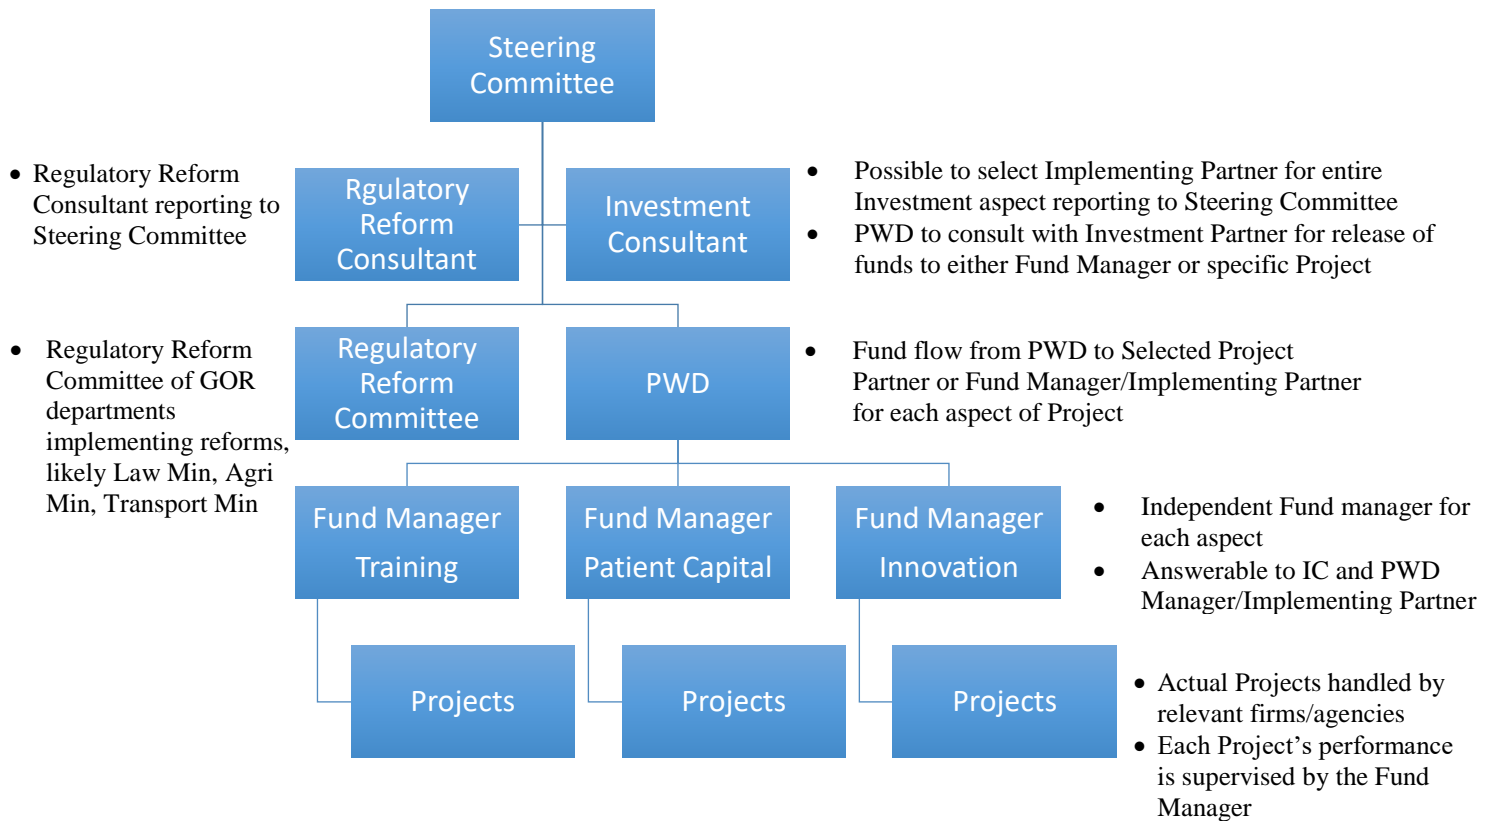 Steering
Committee
• Regulatory Reform
Consultant reporting to
Steering Committee
Rgulatory
Reform
Consultant
Investment
Consultant
• Possible to select Implementing Partner for entire
Investment aspect reporting to Steering Committee
• PWD to consult with Investment Partner for release of
funds to either Fund Manager or specific Project
• Regulatory Reform
Committee of GOR
departments
implementing reforms,
likely Law Min, Agri
Min, Transport Min
Regulatory
Reform
Committee
PWD
• Fund flow from PWD to Selected Project
Partner or Fund Manager/Implementing Partner
for each aspect of Project
Fund Manager
Training
Fund Manager
Patient Capital
Fund Manager
Innovation
• Independent Fund manager for
each aspect
• Answerable to IC and PWD
Manager/Implementing Partner
Projects
Projects
Projects
• Actual Projects handled by
relevant firms/agencies
• Each Project’s performance
is supervised by the Fund
Manager